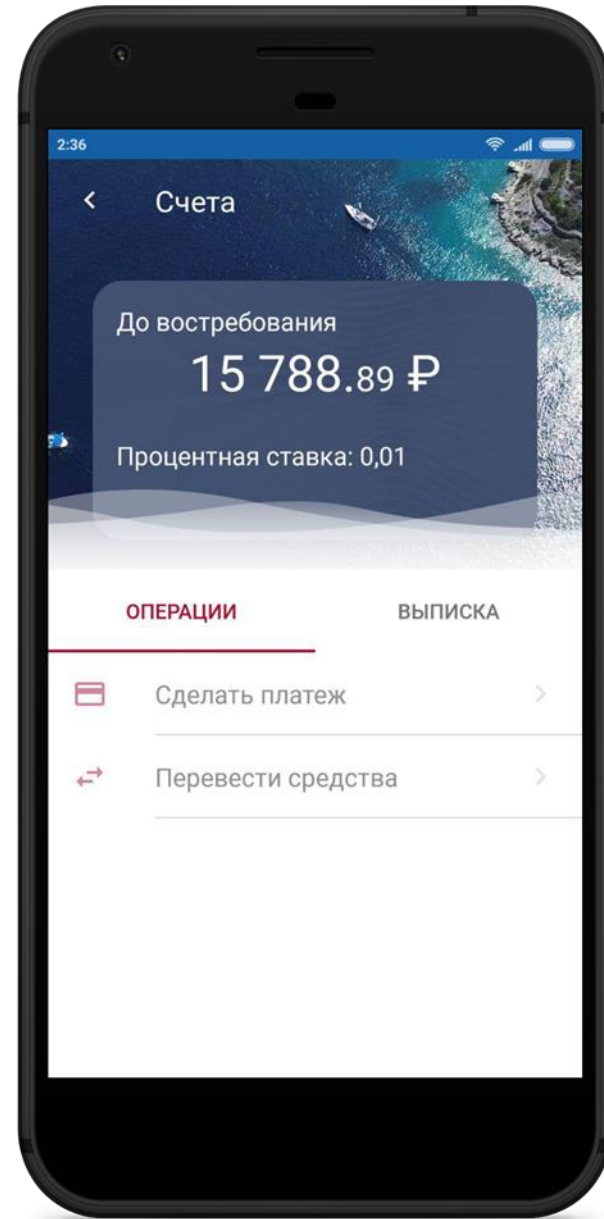 2:36
Счета
До востребования
15 788.89 ₽
Процентная ставка: 0,01
ОПЕРАЦИИ
ВЫПИСКА
Сделать платеж
Перевести средства